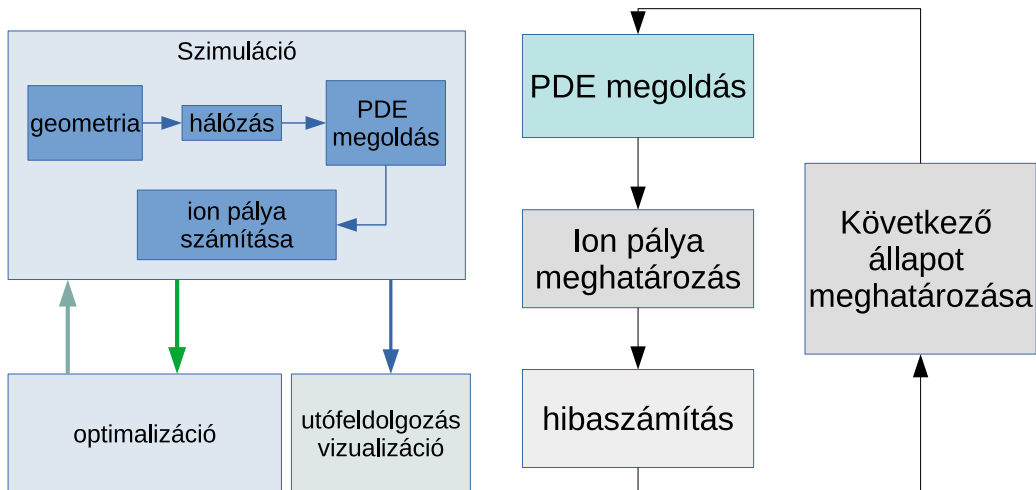 Szimuláció
geometria
hálózás
PDE
megoldás
ion pálya
számítása
optimalizáció
utófeldolgozás
vizualizáció
PDE megoldás
Ion pálya
meghatározás
hibaszámítás
Következő
állapot
meghatározása